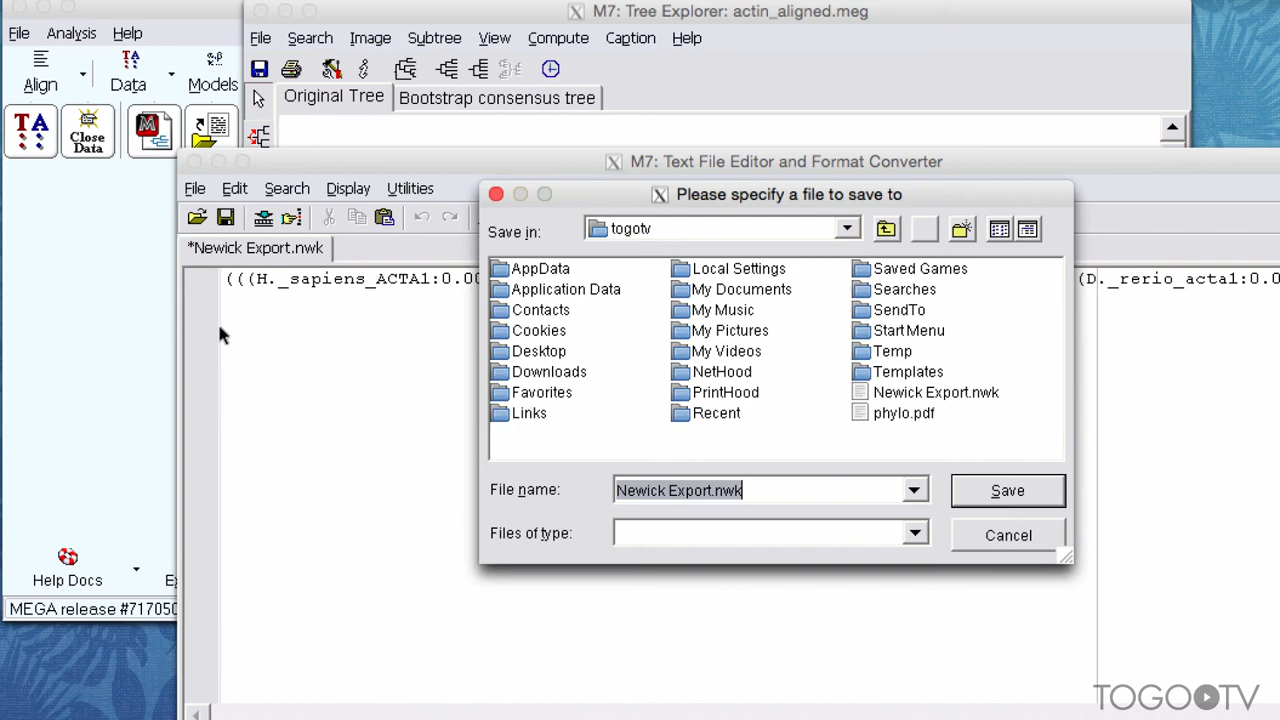 M7: Tree Explorer: actin_aligned.meg
File Analysis Help
File Search Image Subtree View Compute Caption Help
Align Data Models
Original Tree Bootstrap consensus tree
TA Close Data M
M7: Text File Editor and Format Converter
File Edit Search Display Utilities
Please specify a file to save to
Save in: togotv
*Newick Export.nwk
(((H._sapiens_ACTA1:0.00
(D._rerio_acta1:0.0
AppData Local Settings Saved Games
Application Data My Documents Searches
Contacts My Music SendTo
Cookies My Pictures Start Menu
Desktop My Videos Temp
Downloads NetHood Templates
Favorites PrintHood Newick Export.nwk
Links Recent phylo.pdf
File name: Newick Export.nwk Save
Files of type: Cancel
Help Docs
MEGA release #717050
TOGO TV